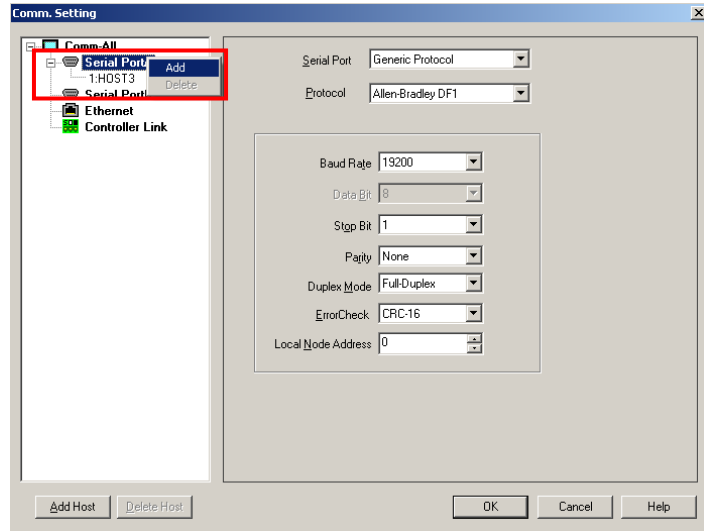 Comm. Setting
Comm-All
Serial Port
Add
1:HOST3
Delete
Serial Port
Ethernet
Controller Link
Serial Port Generic Protocol
Protocol Allen-Bradley DF1
Baud Rate 19200
Data Bit 8
Stop Bit 1
Parity None
Duplex Mode Full-Duplex
ErrorCheck CRC-16
Local Node Address 0
Add Host Delete Host OK Cancel Help